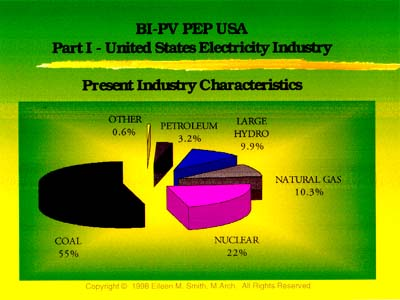 BI-PV PEP USA
Part I - United States Electricity Industry
Present Industry Characteristics
OTHER
0.6%
PETROLEUM
3.2%
LARGE
HYDRO
9.9%
NATURAL GAS
10.3%
NUCLEAR
22%
COAL
55%
Copyright © 1998 Eileen M. Smith, M.Arch. All Rights Reserved